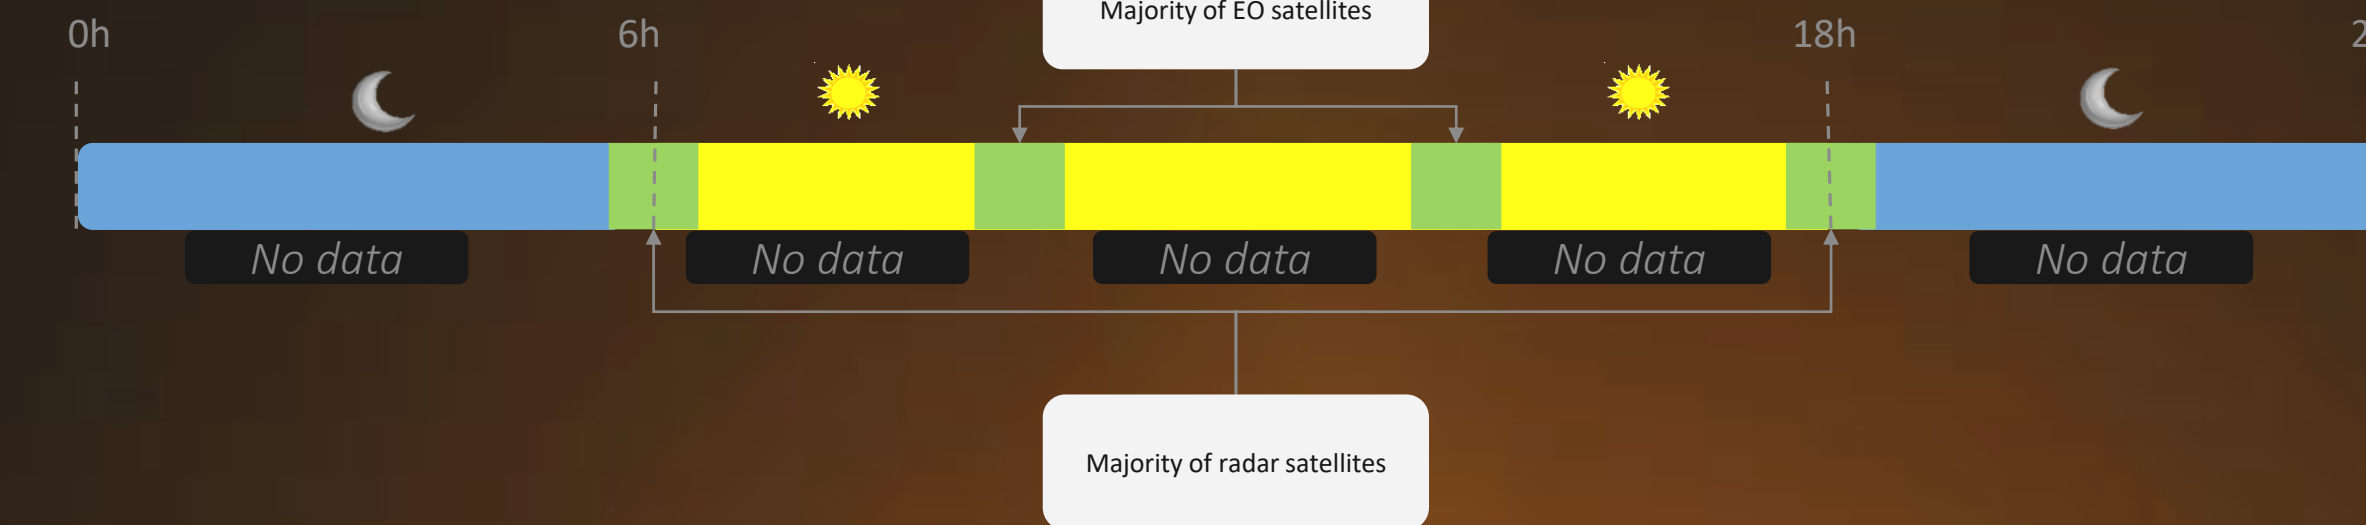 Majority of EO satellites
0h
6h
18h
2
No data
No data
No data
No data
No data
Majority of radar satellites